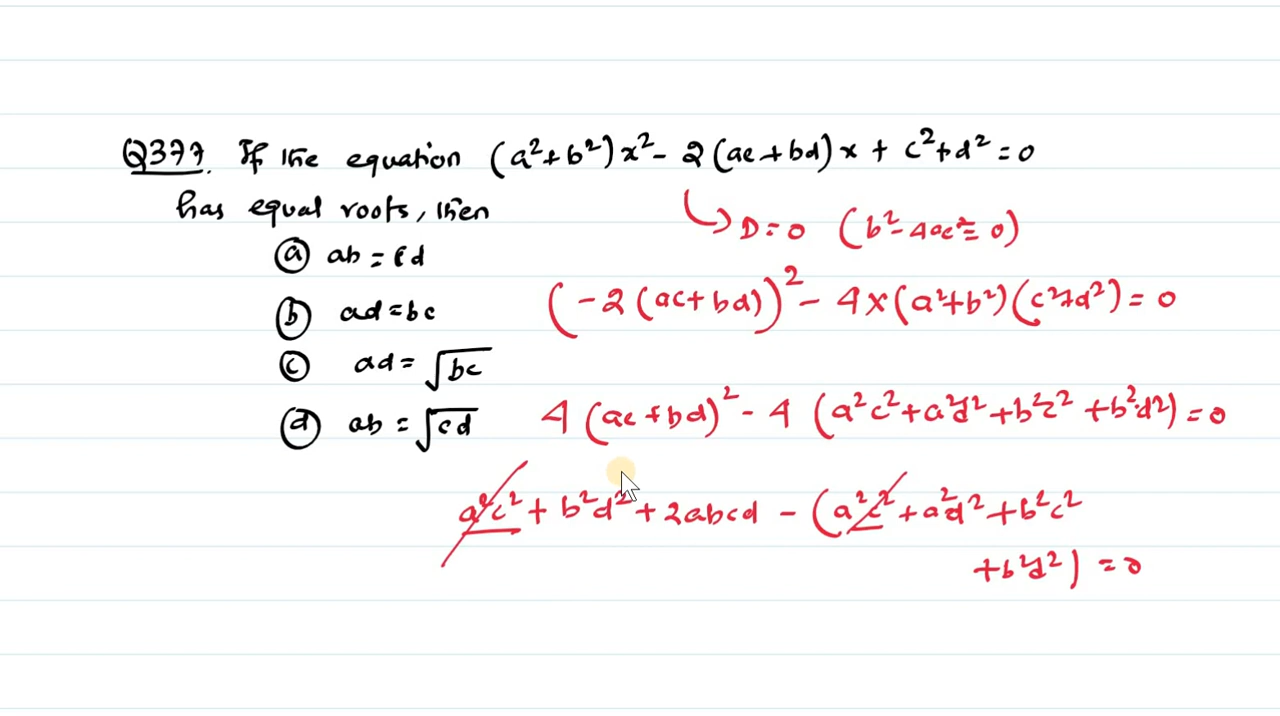 Q377. If the equation (a²+b²)x² - 2(ac+bd)x + c²+d² = 0
has equal roots, then
↳ D = 0 (b² - 4ac = 0)
(a) ab = cd
(-2(ac+bd))² - 4×(a²+b²)(c²+d²) = 0
(b) ad = bc
(c) ad = √bc
4(ac+bd)² - 4(a²c²+a²d²+b²c²+b²d²) = 0
(d) ab = √cd
a²c² + b²d² + 2abcd - (a²c² + a²d² + b²c²
+b²d²) = 0